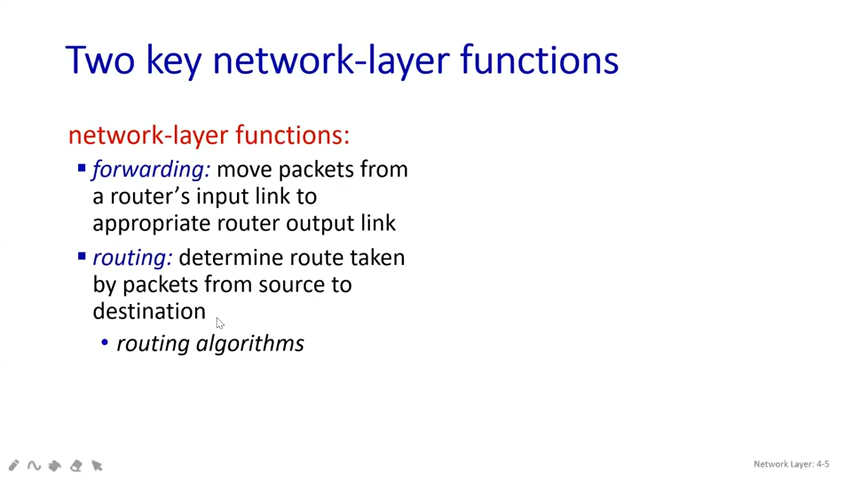 Two key network-layer functions
network-layer functions:
▪ forwarding: move packets from
a router’s input link to
appropriate router output link
▪ routing: determine route taken
by packets from source to
destination
• routing algorithms
Network Layer: 4-5